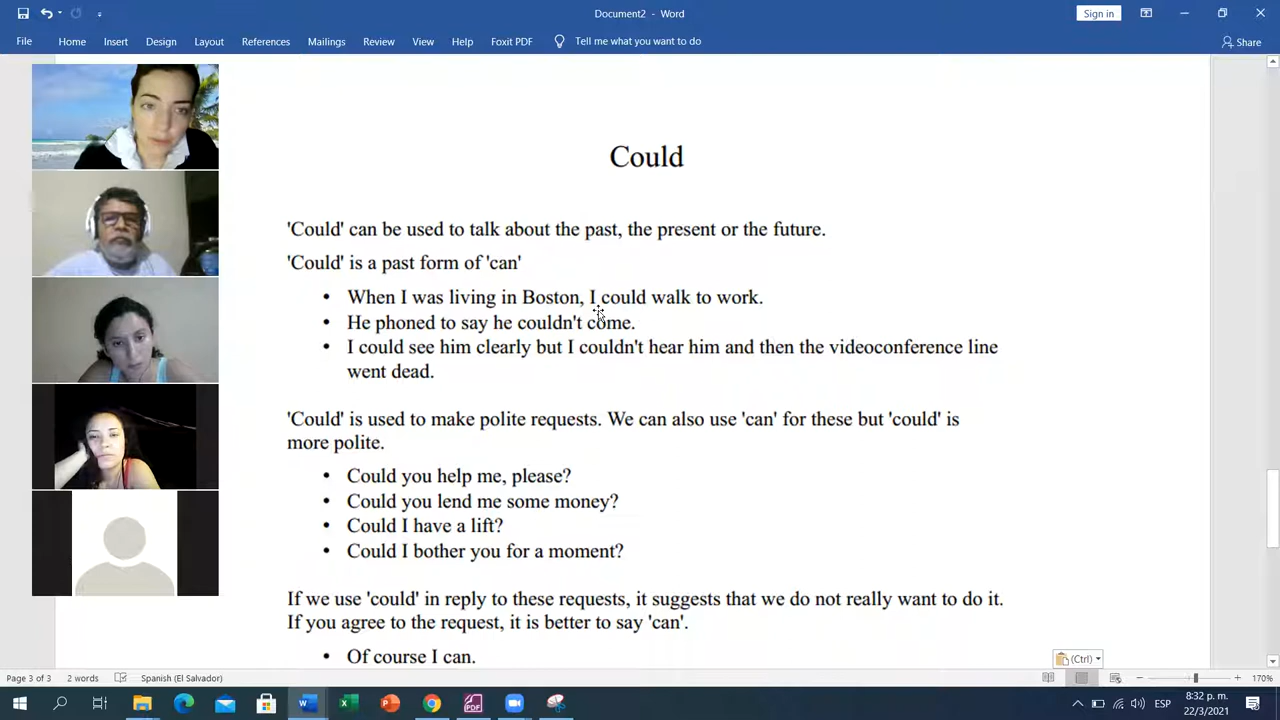 Document2 - Word
Sign in
File Home Insert Design Layout References Mailings Review View Help Foxit PDF Tell me what you want to do Share
Could
'Could' can be used to talk about the past, the present or the future.
'Could' is a past form of 'can'
• When I was living in Boston, I could walk to work.
• He phoned to say he couldn't come.
• I could see him clearly but I couldn't hear him and then the videoconference line
went dead.
'Could' is used to make polite requests. We can also use 'can' for these but 'could' is
more polite.
• Could you help me, please?
• Could you lend me some money?
• Could I have a lift?
• Could I bother you for a moment?
If we use 'could' in reply to these requests, it suggests that we do not really want to do it.
If you agree to the request, it is better to say 'can'.
• Of course I can.
(Ctrl)
Page 3 of 3 2 words Spanish (El Salvador) 170%
ESP
8:32 p. m.
22/3/2021